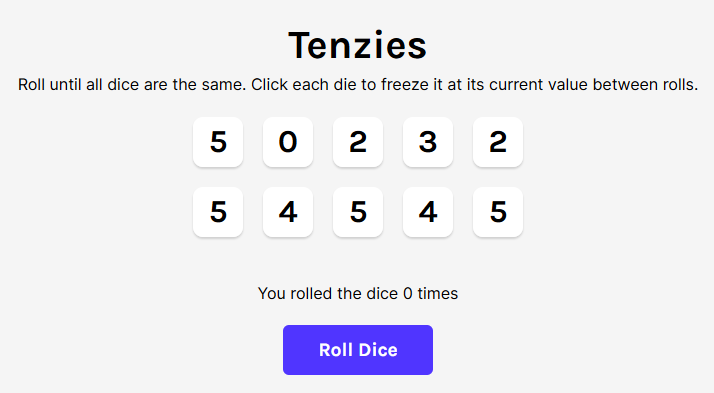 Tenzies
Roll until all dice are the same. Click each die to freeze it at its current value between rolls.
5 0 2 3 2
5 4 5 4 5
You rolled the dice 0 times
Roll Dice